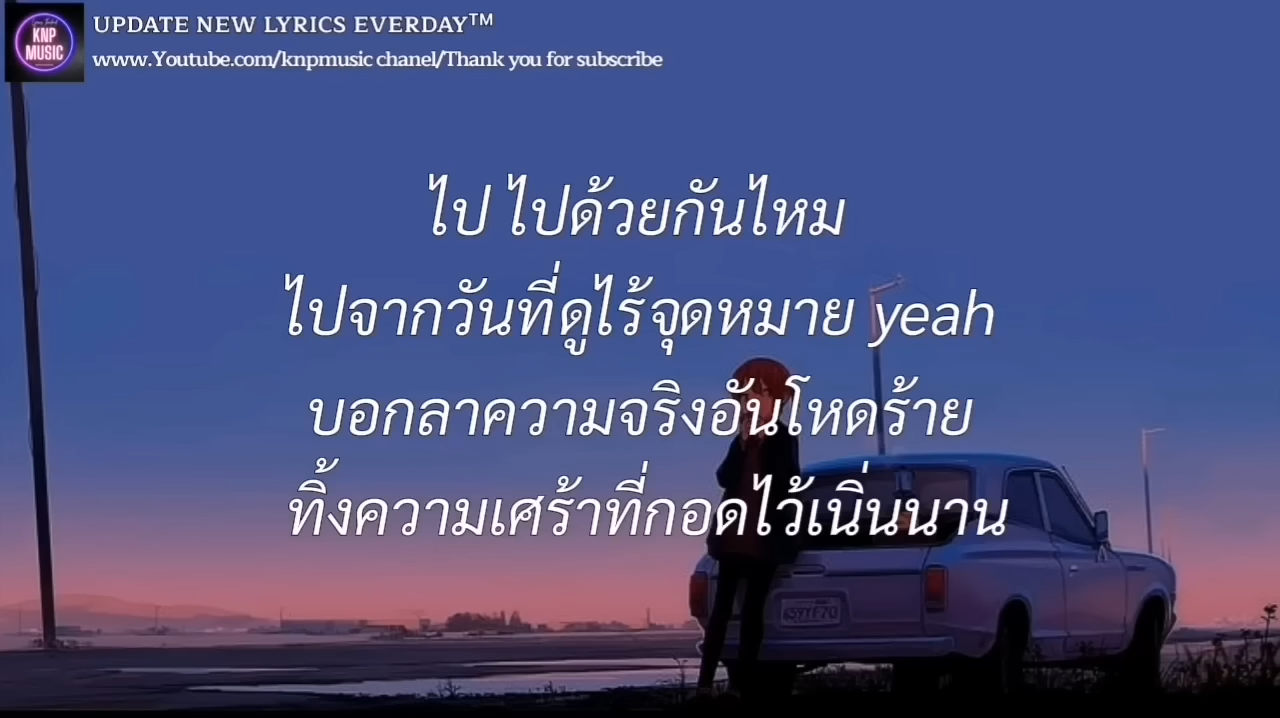 KNP
MUSIC
UPDATE NEW LYRICS EVERDAY™
www.Youtube.com/knpmusic chanel/Thank you for subscribe
ไป ไปด้วยกันไหม
ไปจากวันที่ดูไร้จุดหมาย yeah
บอกลาความจริงอันโหดร้าย
ทิ้งความเศร้าที่กอดไว้เนิ่นนาน